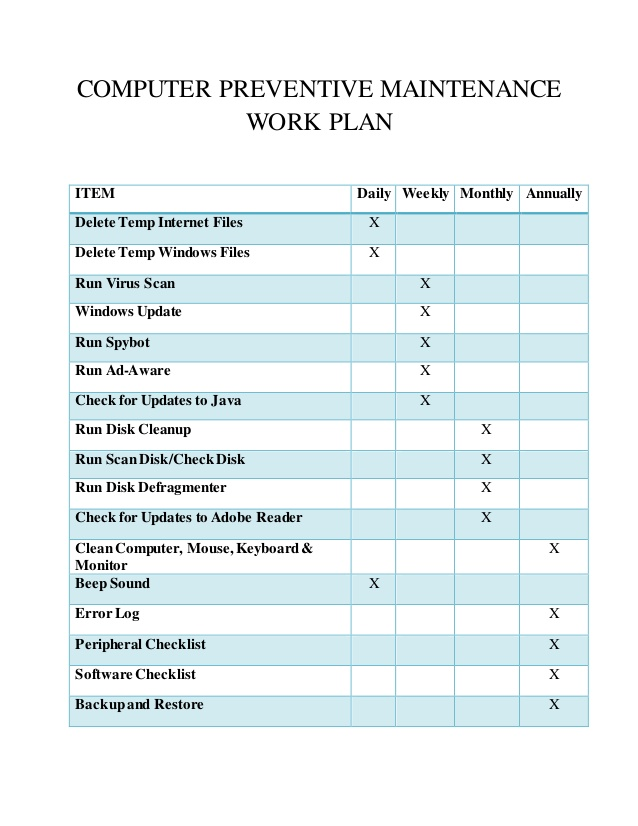 COMPUTER PREVENTIVE MAINTENANCE
WORK PLAN
ITEM Daily Weekly Monthly Annually
Delete Temp Internet Files X
Delete Temp Windows Files X
Run Virus Scan X
Windows Update X
Run Spybot X
Run Ad-Aware X
Check for Updates to Java X
Run Disk Cleanup X
Run Scan Disk/Check Disk X
Run Disk Defragmenter X
Check for Updates to Adobe Reader X
Clean Computer, Mouse, Keyboard & X
Monitor
Beep Sound X
Error Log X
Peripheral Checklist X
Software Checklist X
Backup and Restore X